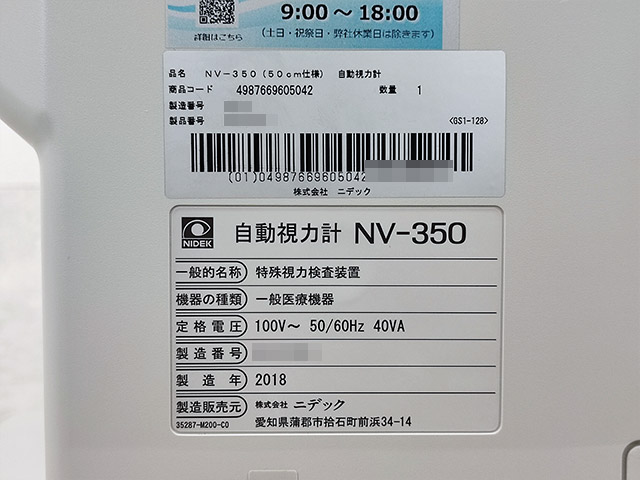 9:00～18:00
詳細はこちら
(土日・祝祭日・弊社休業日は除きます)
品名 NV-350(50cm仕様) 自動視力計
商品コード 4987669605042 数量 1
製造番号
製品番号
<GS1-128>
(01)04987669605042
株式会社 ニデック
NIDEK 自動視力計 NV-350
一般的名称 特殊視力検査装置
機器の種類 一般医療機器
定格電圧 100V～ 50/60Hz 40VA
製造番号
製造年 2018
製造販売元 株式会社 ニデック
35287-M200-C0 愛知県蒲郡市拾石町前浜34-14